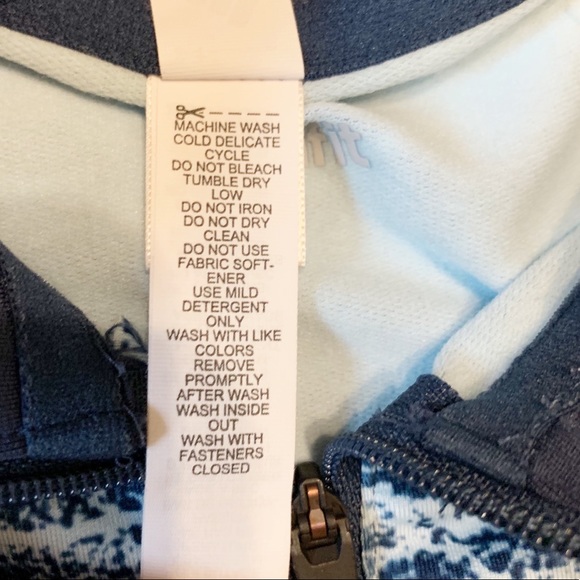 MACHINE WASH
COLD DELICATE
CYCLE
DO NOT BLEACH
TUMBLE DRY
LOW
DO NOT IRON
DO NOT DRY
CLEAN
DO NOT USE
FABRIC SOFT-
ENER
USE MILD
DETERGENT
ONLY
WASH WITH LIKE
COLORS
REMOVE
PROMPTLY
AFTER WASH
WASH INSIDE
OUT
WASH WITH
FASTENERS
CLOSED
fit